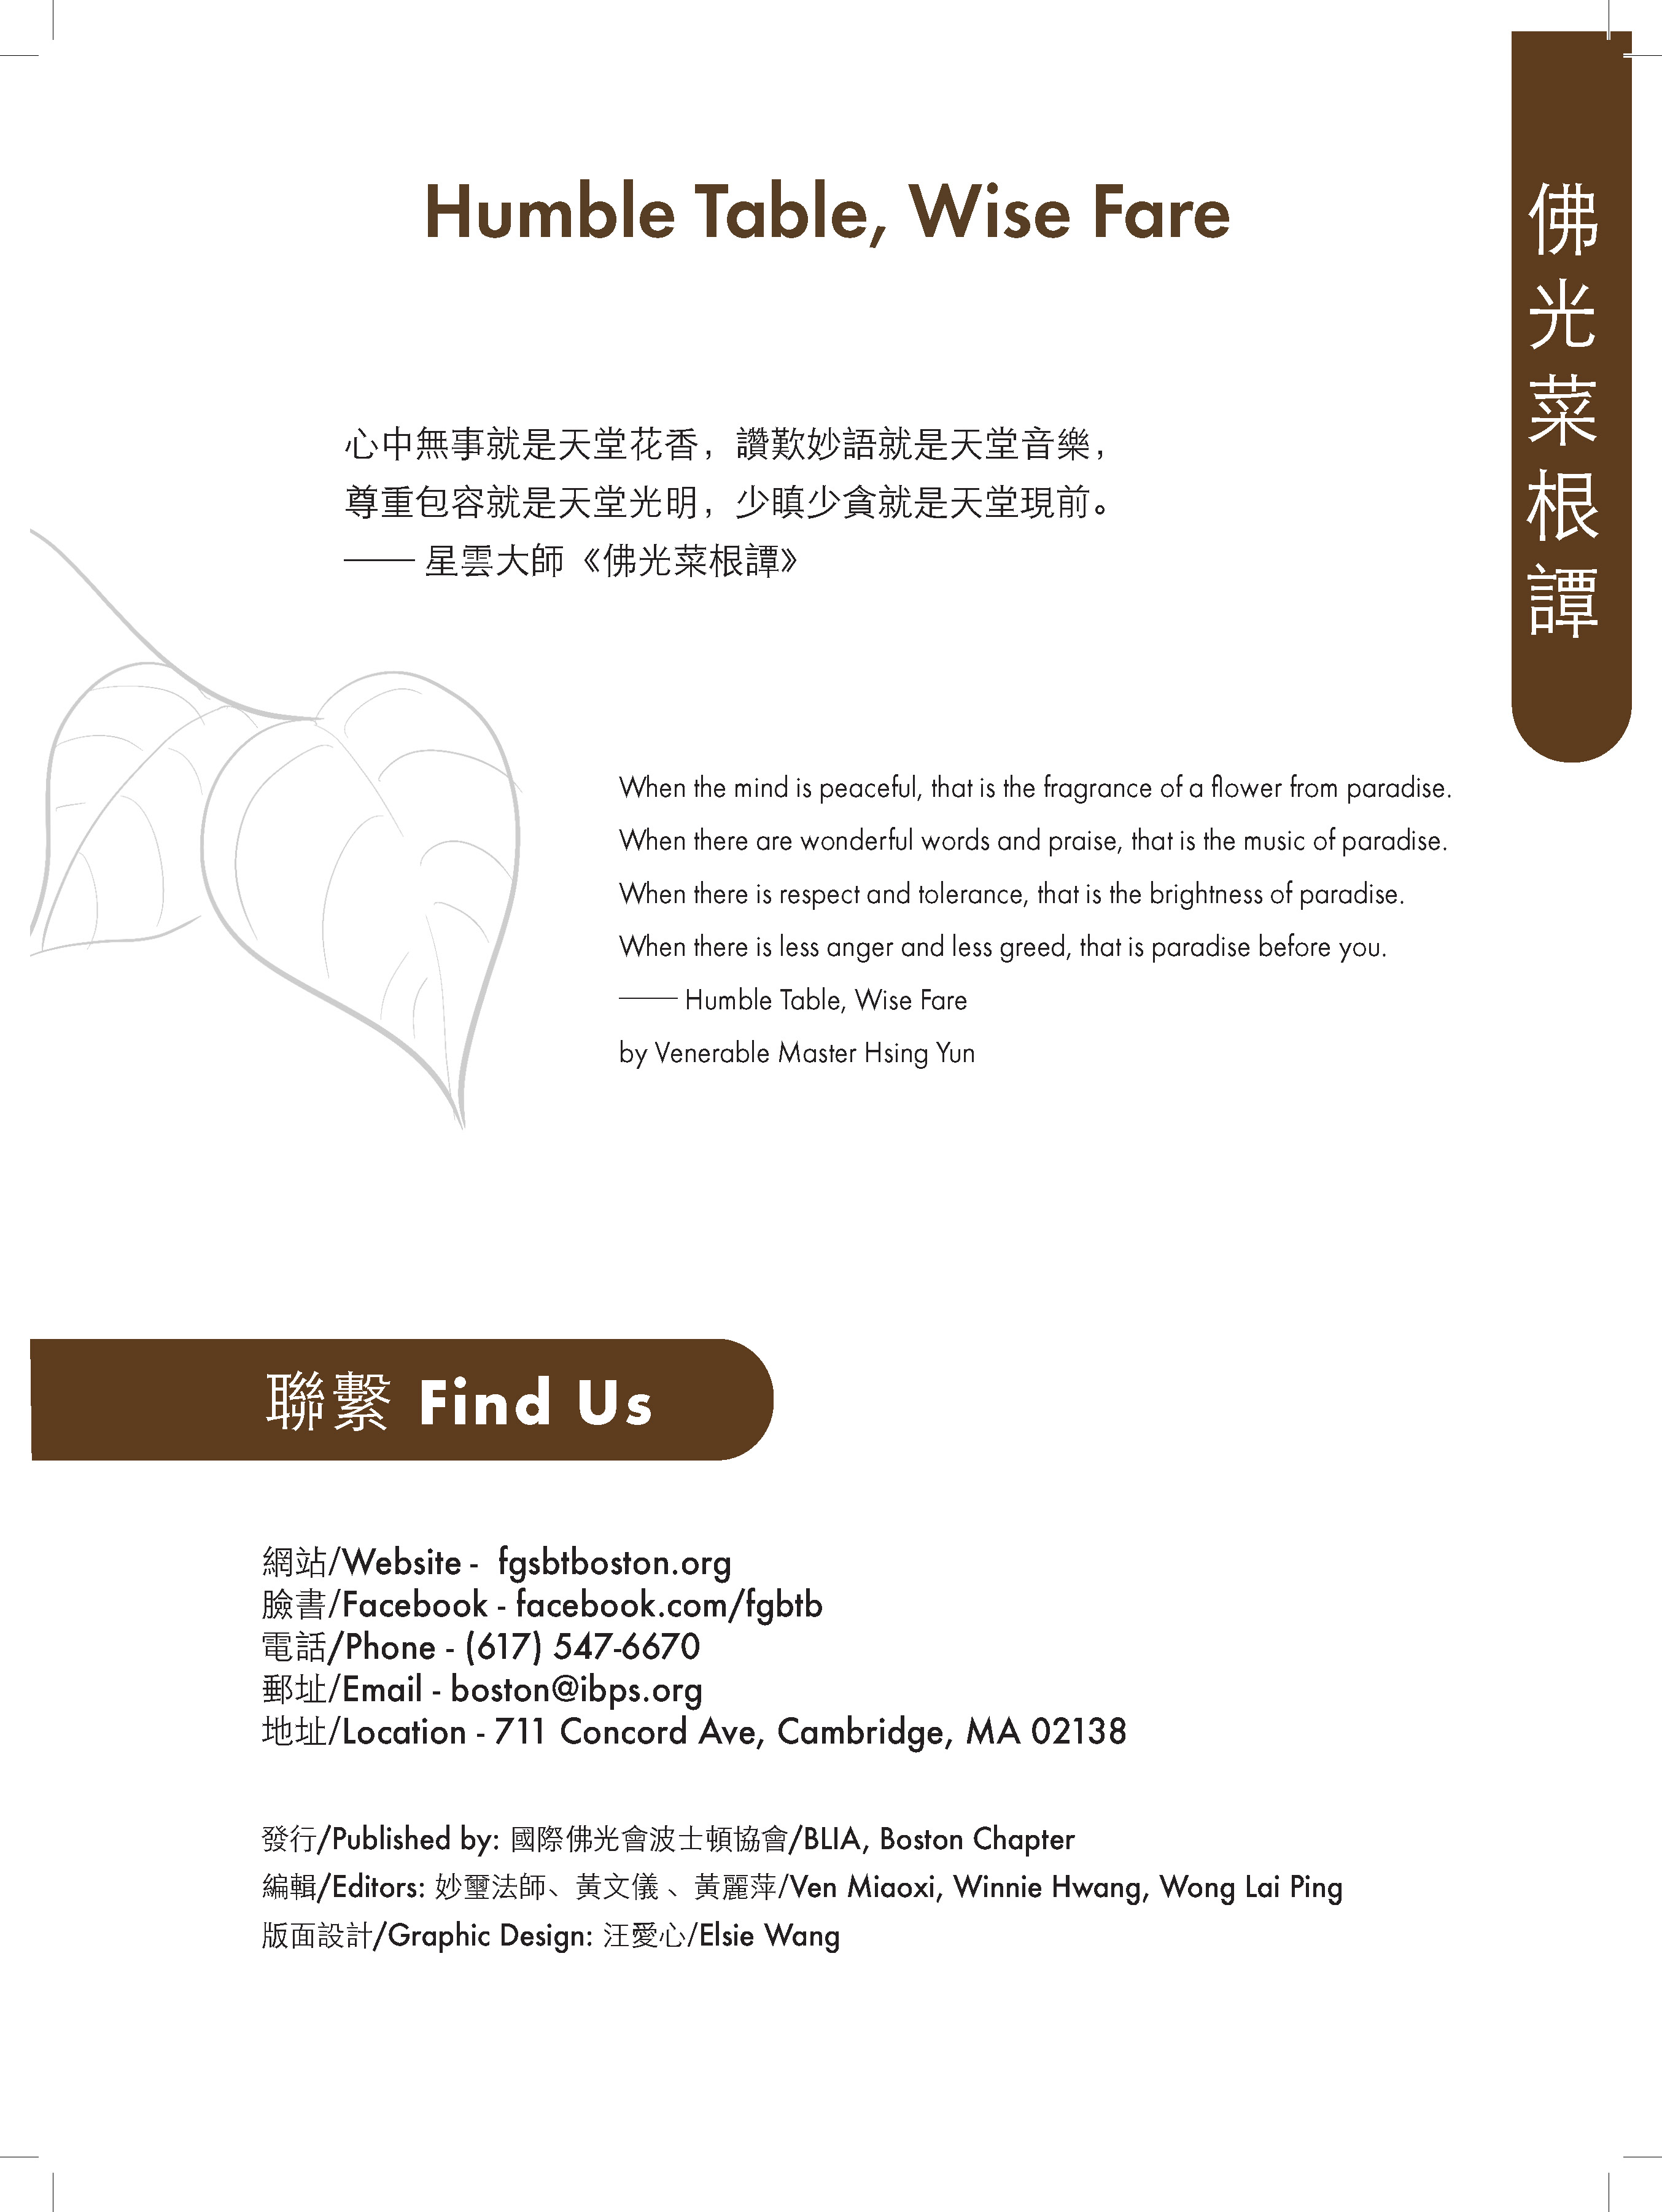 Humble Table, Wise Fare
佛光菜根譚
心中無事就是天堂花香，讚歎妙語就是天堂音樂，
尊重包容就是天堂光明，少瞋少貪就是天堂現前。
—— 星雲大師《佛光菜根譚》
When the mind is peaceful, that is the fragrance of a flower from paradise.
When there are wonderful words and praise, that is the music of paradise.
When there is respect and tolerance, that is the brightness of paradise.
When there is less anger and less greed, that is paradise before you.
—— Humble Table, Wise Fare
by Venerable Master Hsing Yun
聯繫 Find Us
網站/Website - fgsbtboston.org
臉書/Facebook - facebook.com/fgbtb
電話/Phone - (617) 547-6670
郵址/Email - boston@ibps.org
地址/Location - 711 Concord Ave, Cambridge, MA 02138
發行/Published by: 國際佛光會波士頓協會/BLIA, Boston Chapter
編輯/Editors: 妙璽法師、黃文儀、黃麗萍/Ven Miaoxi, Winnie Hwang, Wong Lai Ping
版面設計/Graphic Design: 汪愛心/Elsie Wang